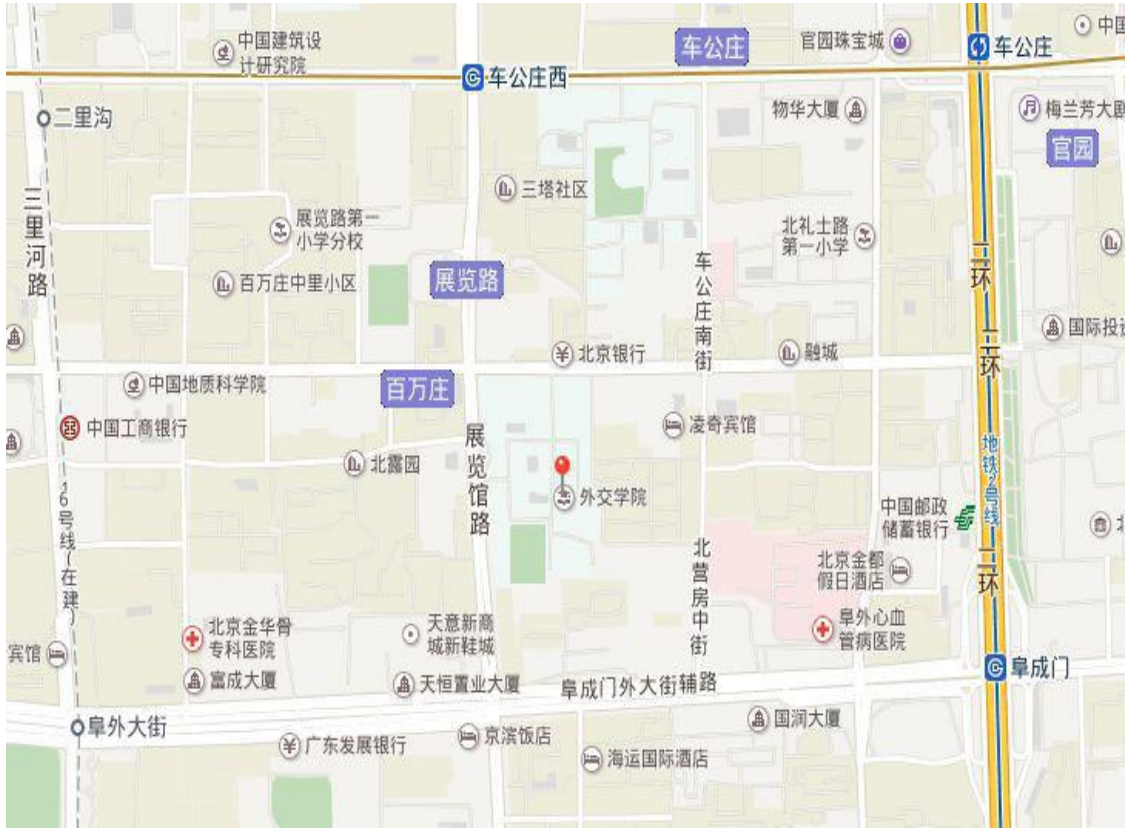 中国建筑设
计研究院
车公庄
官园珠宝城
车公庄
中国
车公庄西
二里沟
物华大厦
梅兰芳大剧
官园
三塔社区
三里河路
展览路第一
小学分校
北礼士路
第一小学
二环
百万庄中里小区
展览路
车公庄南街
国际投资
北京银行
融城
二环
中国地质科学院
百万庄
中国工商银行
凌奇宾馆
展览馆路
北露园
地铁2号线
外交学院
中国邮政
储蓄银行
北
16号线(在建)
北营房中街
北京金都
假日酒店
二环
北京金华骨
专科医院
天意新商
城新鞋城
阜外心血
管病医院
宾馆
富成大厦
天恒置业大厦
阜成门外大街辅路
阜成门
阜外大街
广东发展银行
京滨饭店
国润大厦
海运国际酒店